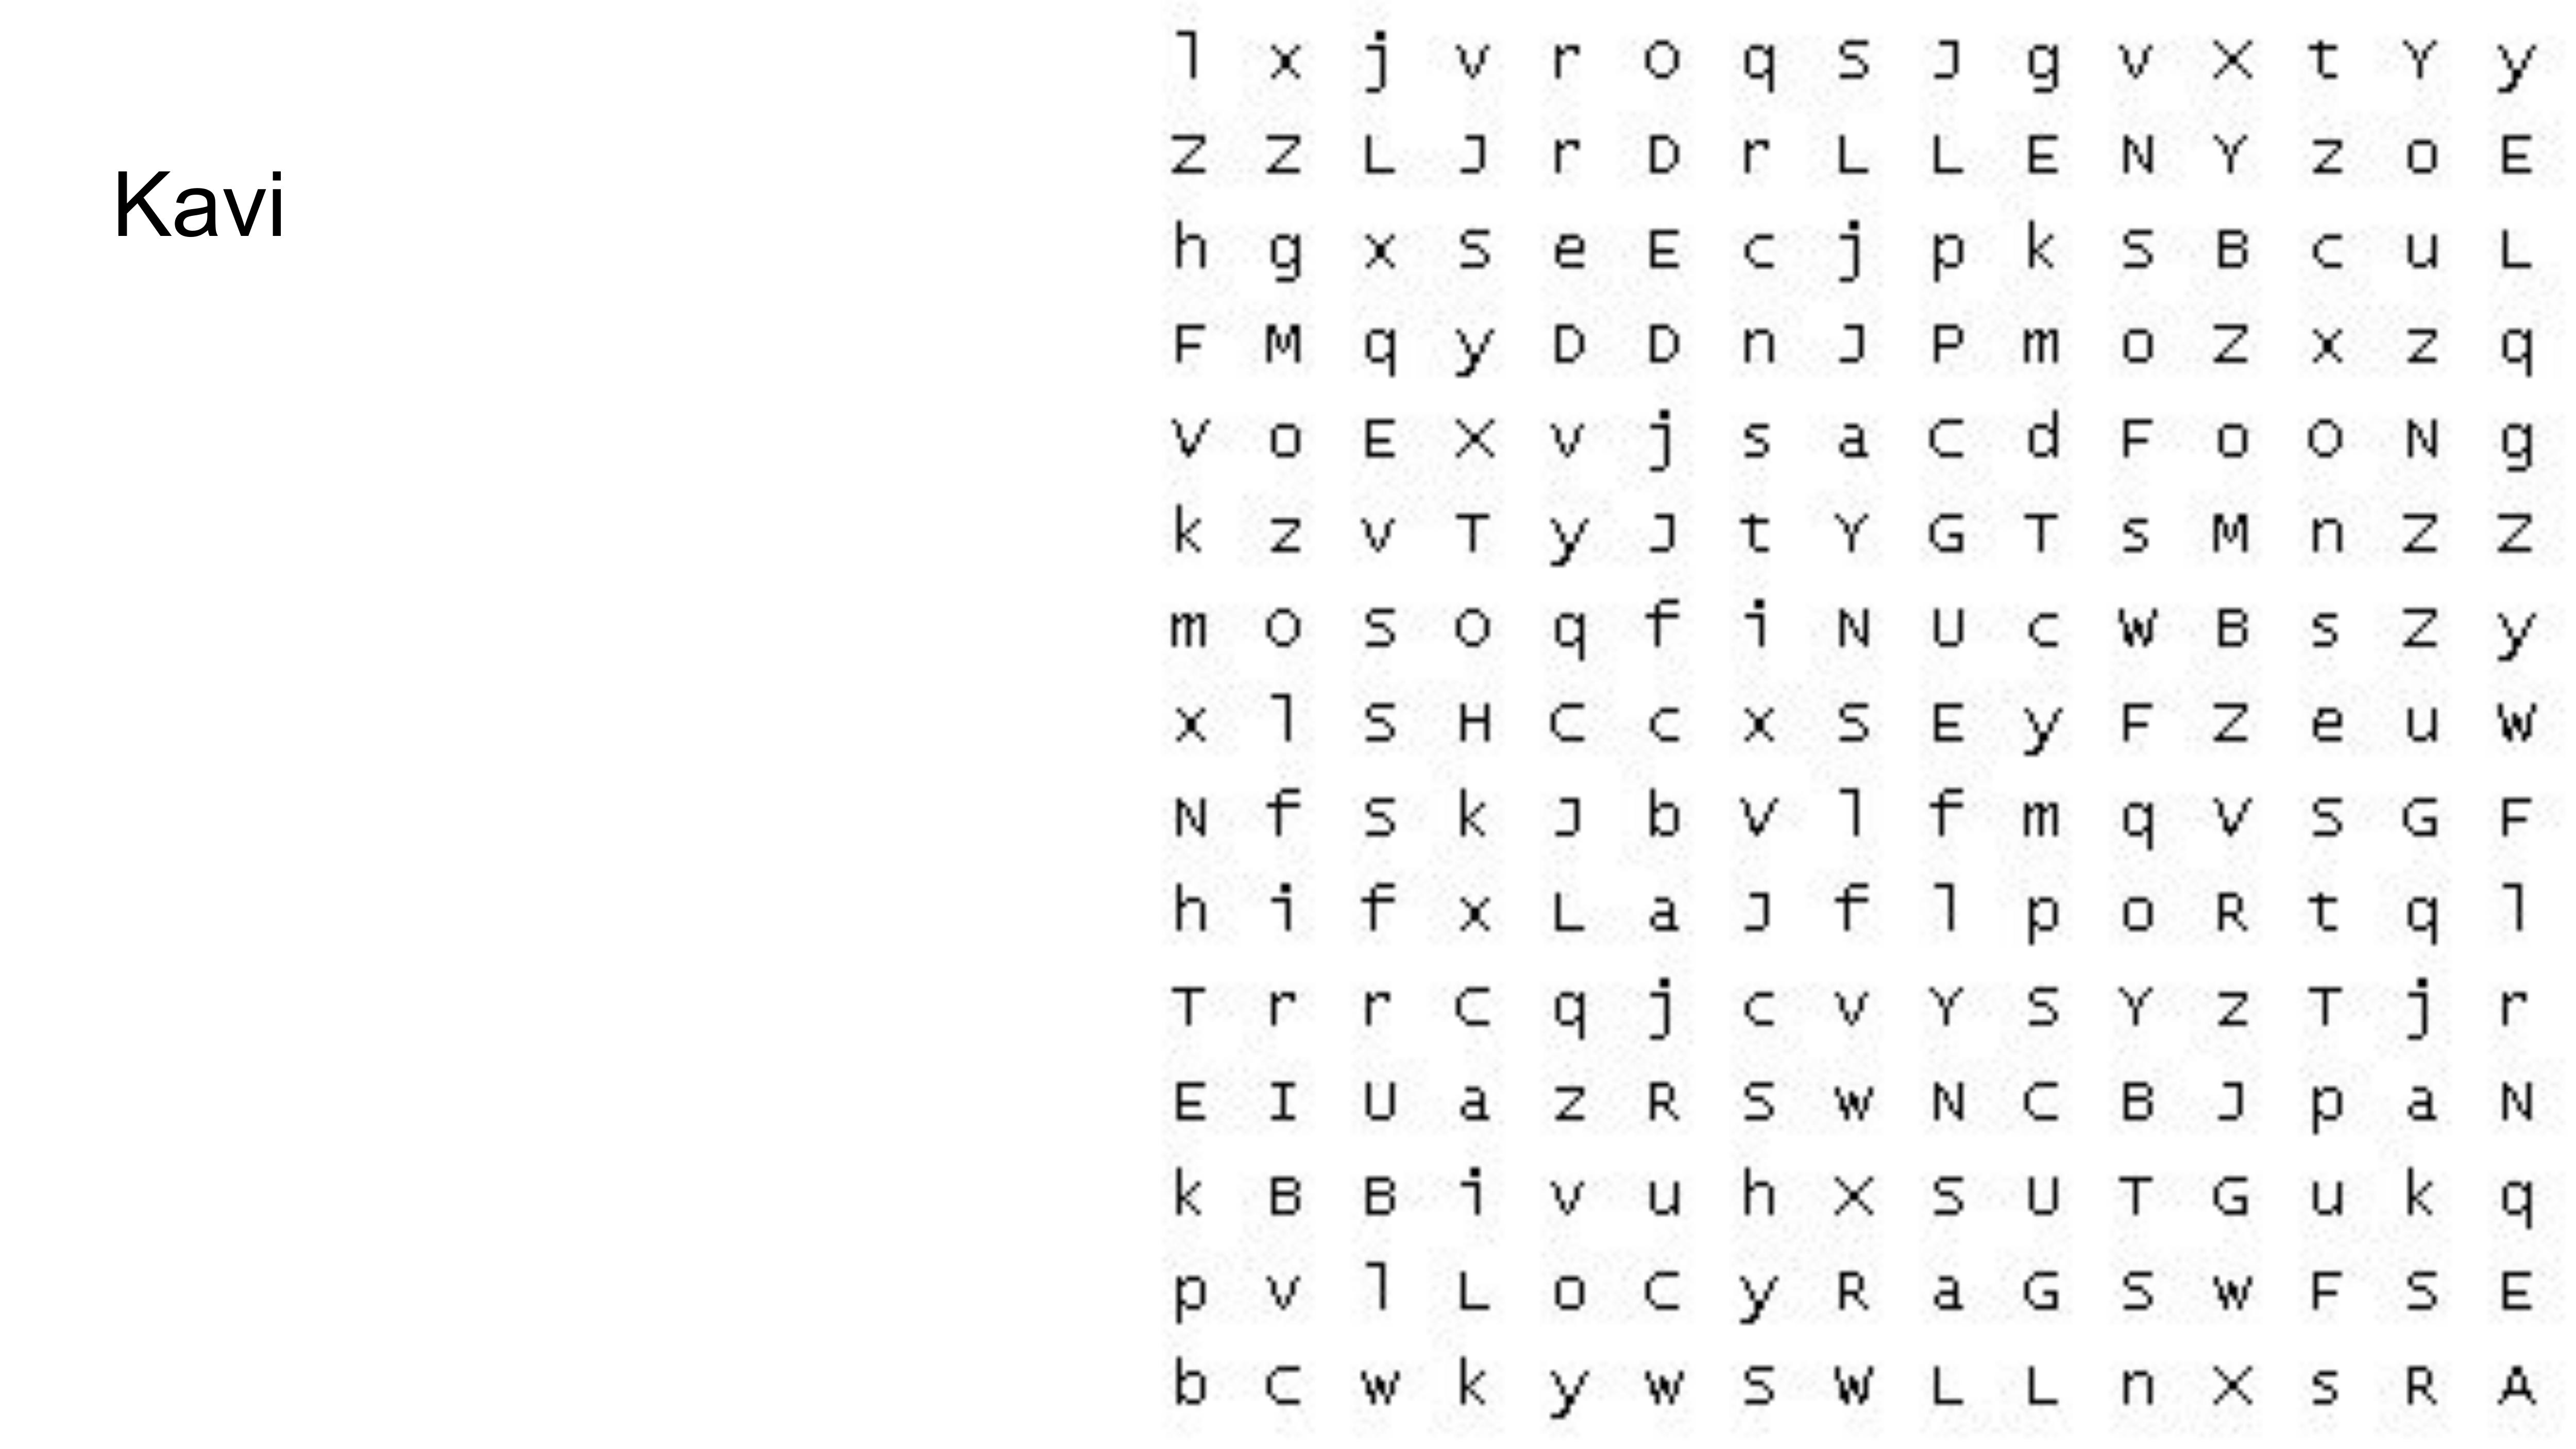 Kavi
l x j v r O q S J g v X t Y y
Z Z L J r D r L L E N Y z o E
h g x S e E c j p k S B c u L
F M q y D D n J P m o Z x z q
V o E X v j s a C d F o O N g
k z v T y J t Y G T s M n Z Z
m O S O q f i N U c W B s Z y
x l S H C c x S E y F Z e u W
N f S k J b V l f m q V S G F
h i f x L a J f l p o R t q l
T r r C q j c v Y S Y z T j r
E I U a z R S w N C B J p a N
k B B i v u h X S U T G u k q
p v l L o C y R a G S w F S E
b C w k y w S W L L n X s R A